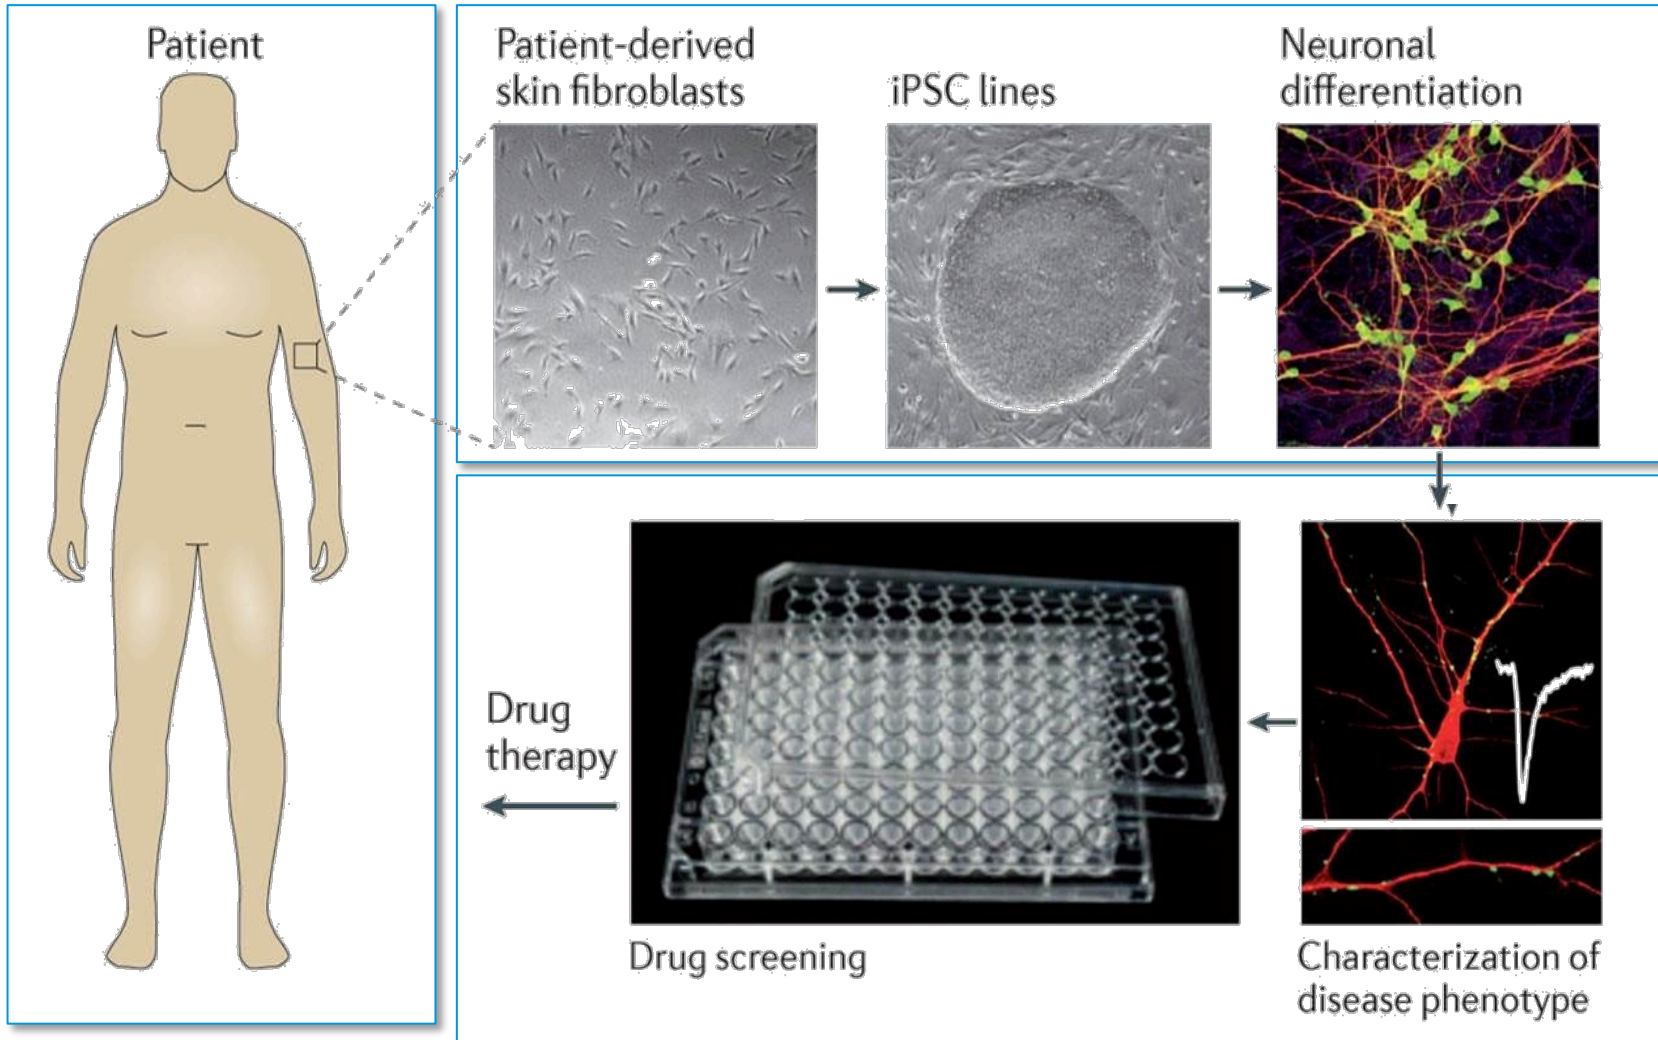 Patient
Patient-derived
skin fibroblasts
iPSC lines
Neuronal
differentiation
Drug
therapy
Drug screening
Characterization of
disease phenotype